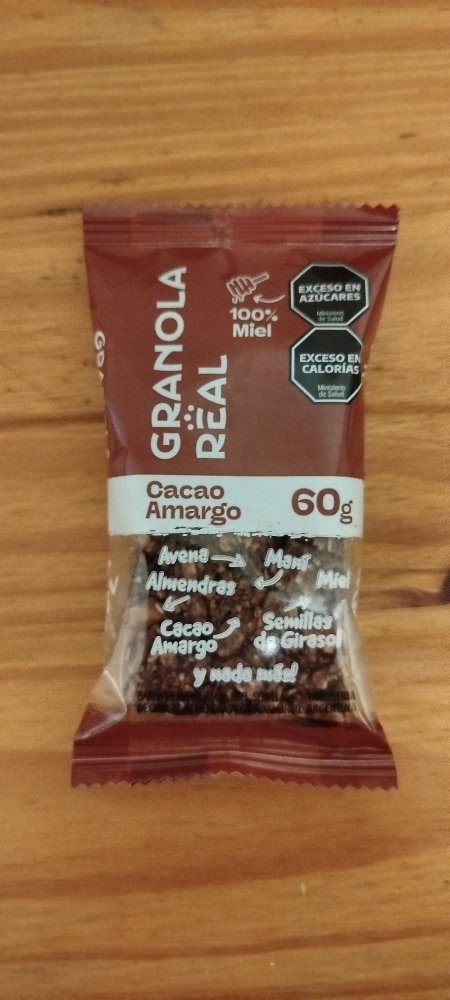 GRANOLA
REAL
100%
Miel
EXCESO EN
AZÚCARES
Ministerio
de Salud
EXCESO EN
CALORÍAS
Ministerio
de Salud
Cacao
Amargo
60g
Avena
Maní
Almendras
Miel
Cacao
Amargo
Semillas
de Girasol
y nada más!
ARGENTINA